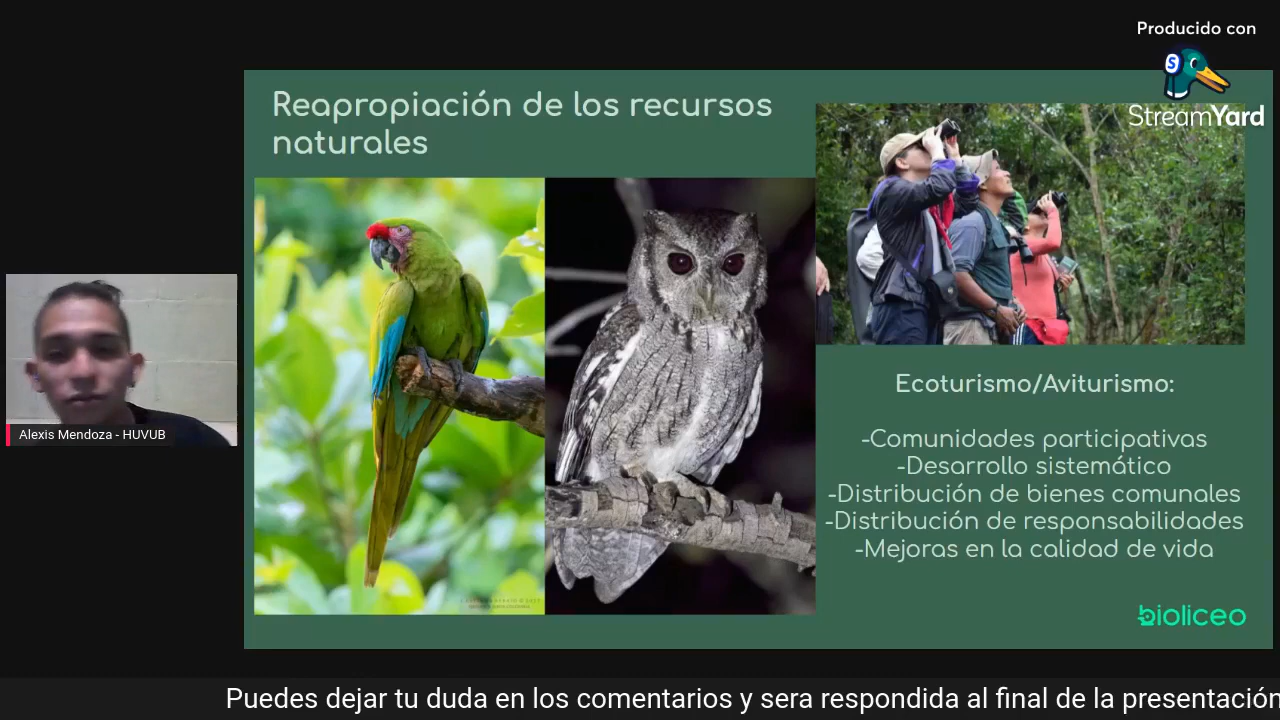 Producido con
StreamYard
Reapropiación de los recursos
naturales
Ecoturismo/Aviturismo:
-Comunidades participativas
-Desarrollo sistemático
-Distribución de bienes comunales
-Distribución de responsabilidades
-Mejoras en la calidad de vida
bioliceo
Alexis Mendoza - HUVUB
Puedes dejar tu duda en los comentarios y sera respondida al final de la presentación